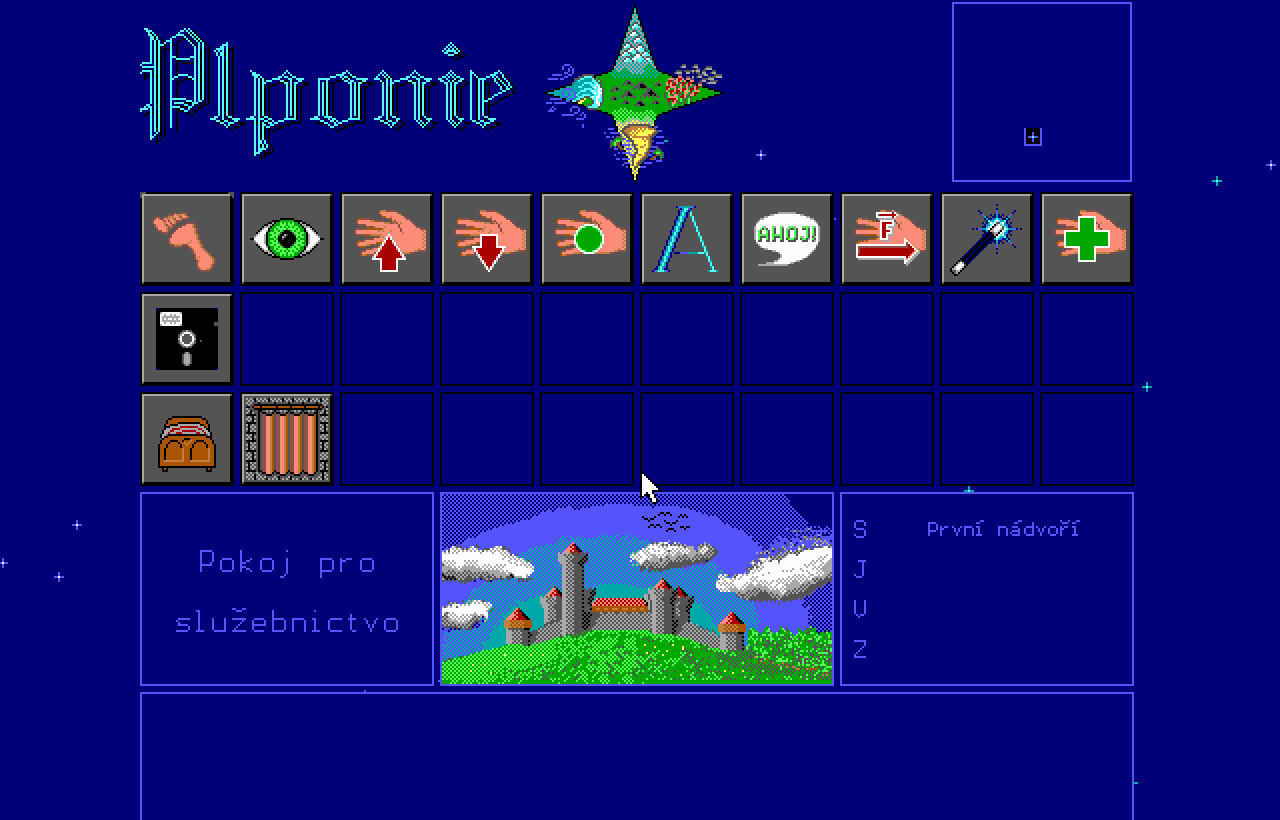 Plponie
AHOJ!
F
A
Pokoj pro
služebnictvo
S První nádvoří
J
V
Z